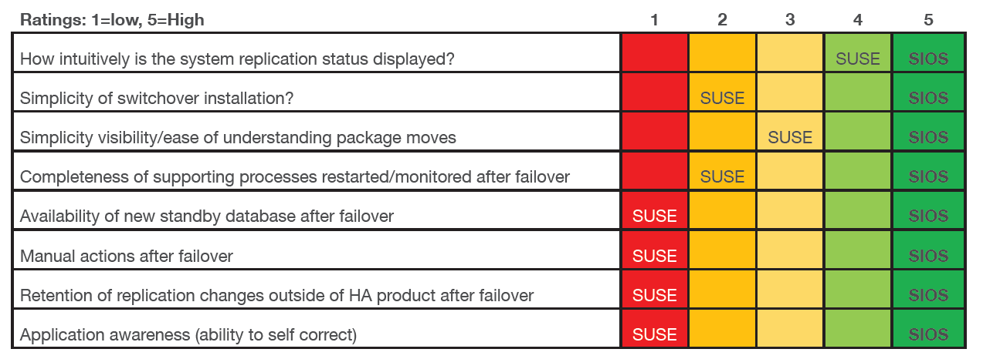 Ratings: 1=low, 5=High 1 2 3 4 5
How intuitively is the system replication status displayed? SUSE SIOS
Simplicity of switchover installation? SUSE SIOS
Simplicity visibility/ease of understanding package moves SUSE SIOS
Completeness of supporting processes restarted/monitored after failover SUSE SIOS
Availability of new standby database after failover SUSE SIOS
Manual actions after failover SUSE SIOS
Retention of replication changes outside of HA product after failover SUSE SIOS
Application awareness (ability to self correct) SUSE SIOS